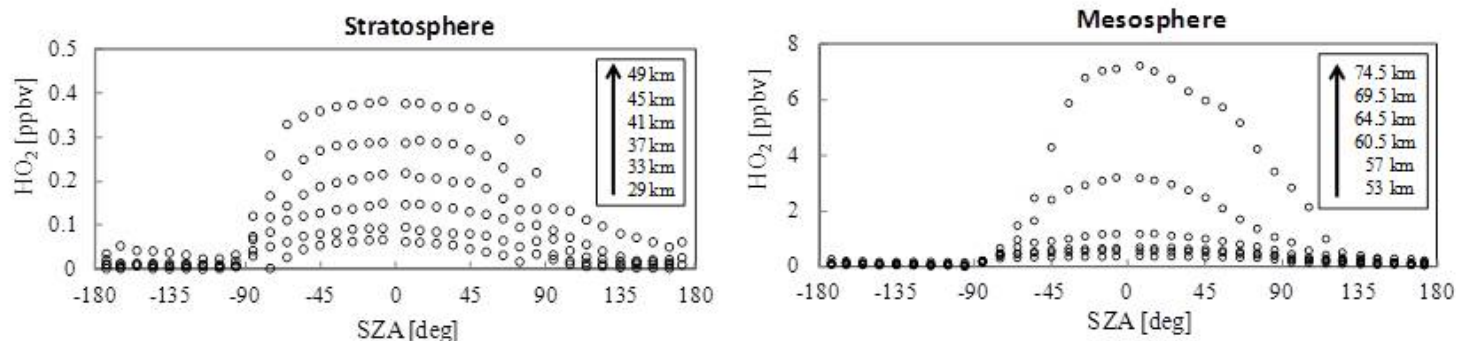 Stratosphere
0.5
0.4
0.3
0.2
0.1
0
HO₂ [ppbv]
49 km
45 km
41 km
37 km
33 km
29 km
-180 -135 -90 -45 0 45 90 135 180
SZA [deg]
Mesosphere
8
6
4
2
0
HO₂ [ppbv]
74.5 km
69.5 km
64.5 km
60.5 km
57 km
53 km
-180 -135 -90 -45 0 45 90 135 180
SZA [deg]